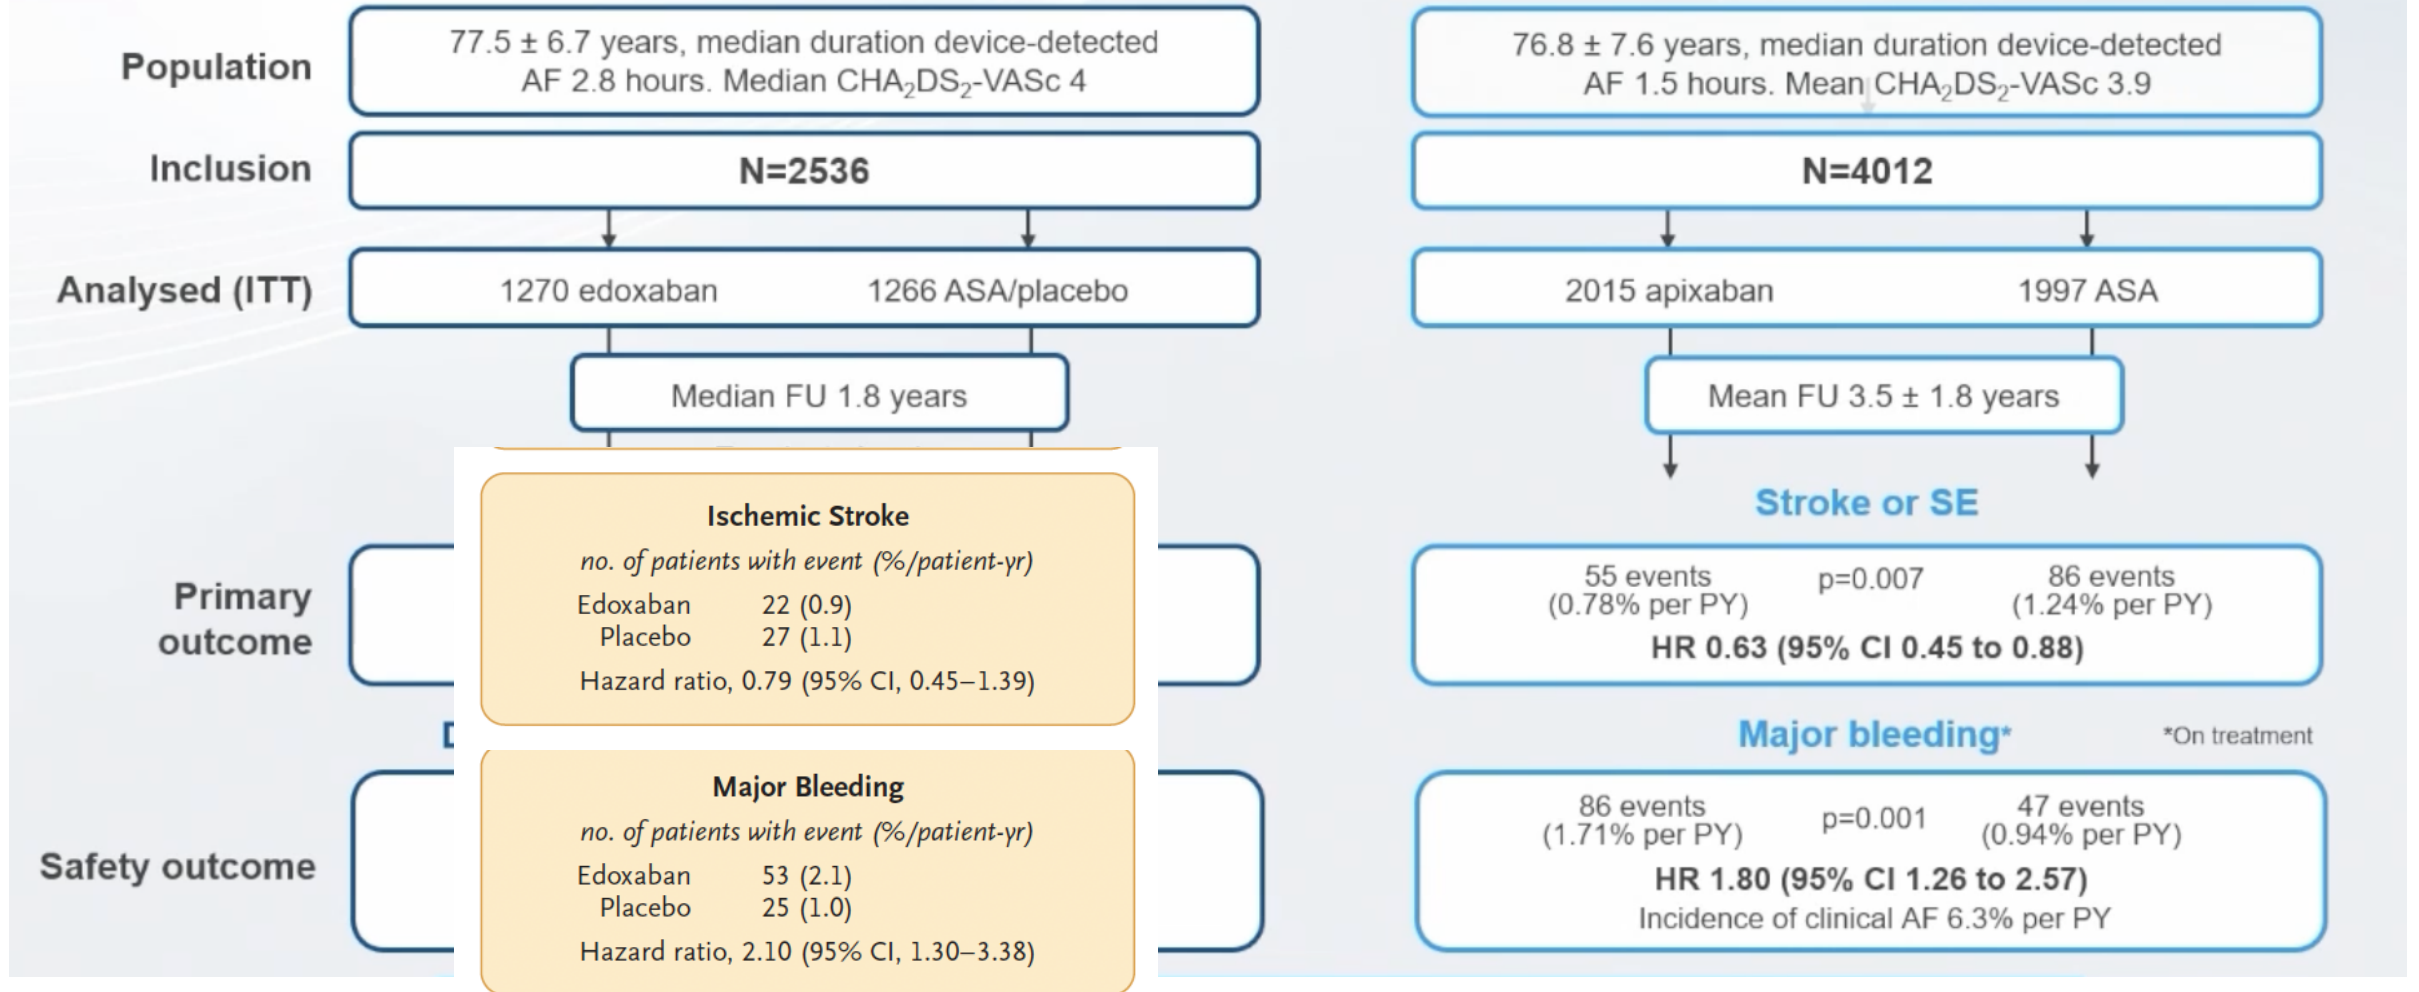 Population
77.5 ± 6.7 years, median duration device-detected
AF 2.8 hours. Median CHA₂DS₂-VASc 4
76.8 ± 7.6 years, median duration device-detected
AF 1.5 hours. Mean CHA₂DS₂-VASc 3.9
Inclusion
N=2536
N=4012
Analysed (ITT)
1270 edoxaban
1266 ASA/placebo
2015 apixaban
1997 ASA
Median FU 1.8 years
Mean FU 3.5 ± 1.8 years
Stroke or SE
Primary
outcome
Ischemic Stroke
no. of patients with event (%/patient-yr)
Edoxaban 22 (0.9)
Placebo 27 (1.1)
Hazard ratio, 0.79 (95% CI, 0.45–1.39)
55 events
(0.78% per PY)
p=0.007
86 events
(1.24% per PY)
HR 0.63 (95% CI 0.45 to 0.88)
Major bleeding*
*On treatment
Safety outcome
Major Bleeding
no. of patients with event (%/patient-yr)
Edoxaban 53 (2.1)
Placebo 25 (1.0)
Hazard ratio, 2.10 (95% CI, 1.30–3.38)
86 events
(1.71% per PY)
p=0.001
47 events
(0.94% per PY)
HR 1.80 (95% CI 1.26 to 2.57)
Incidence of clinical AF 6.3% per PY